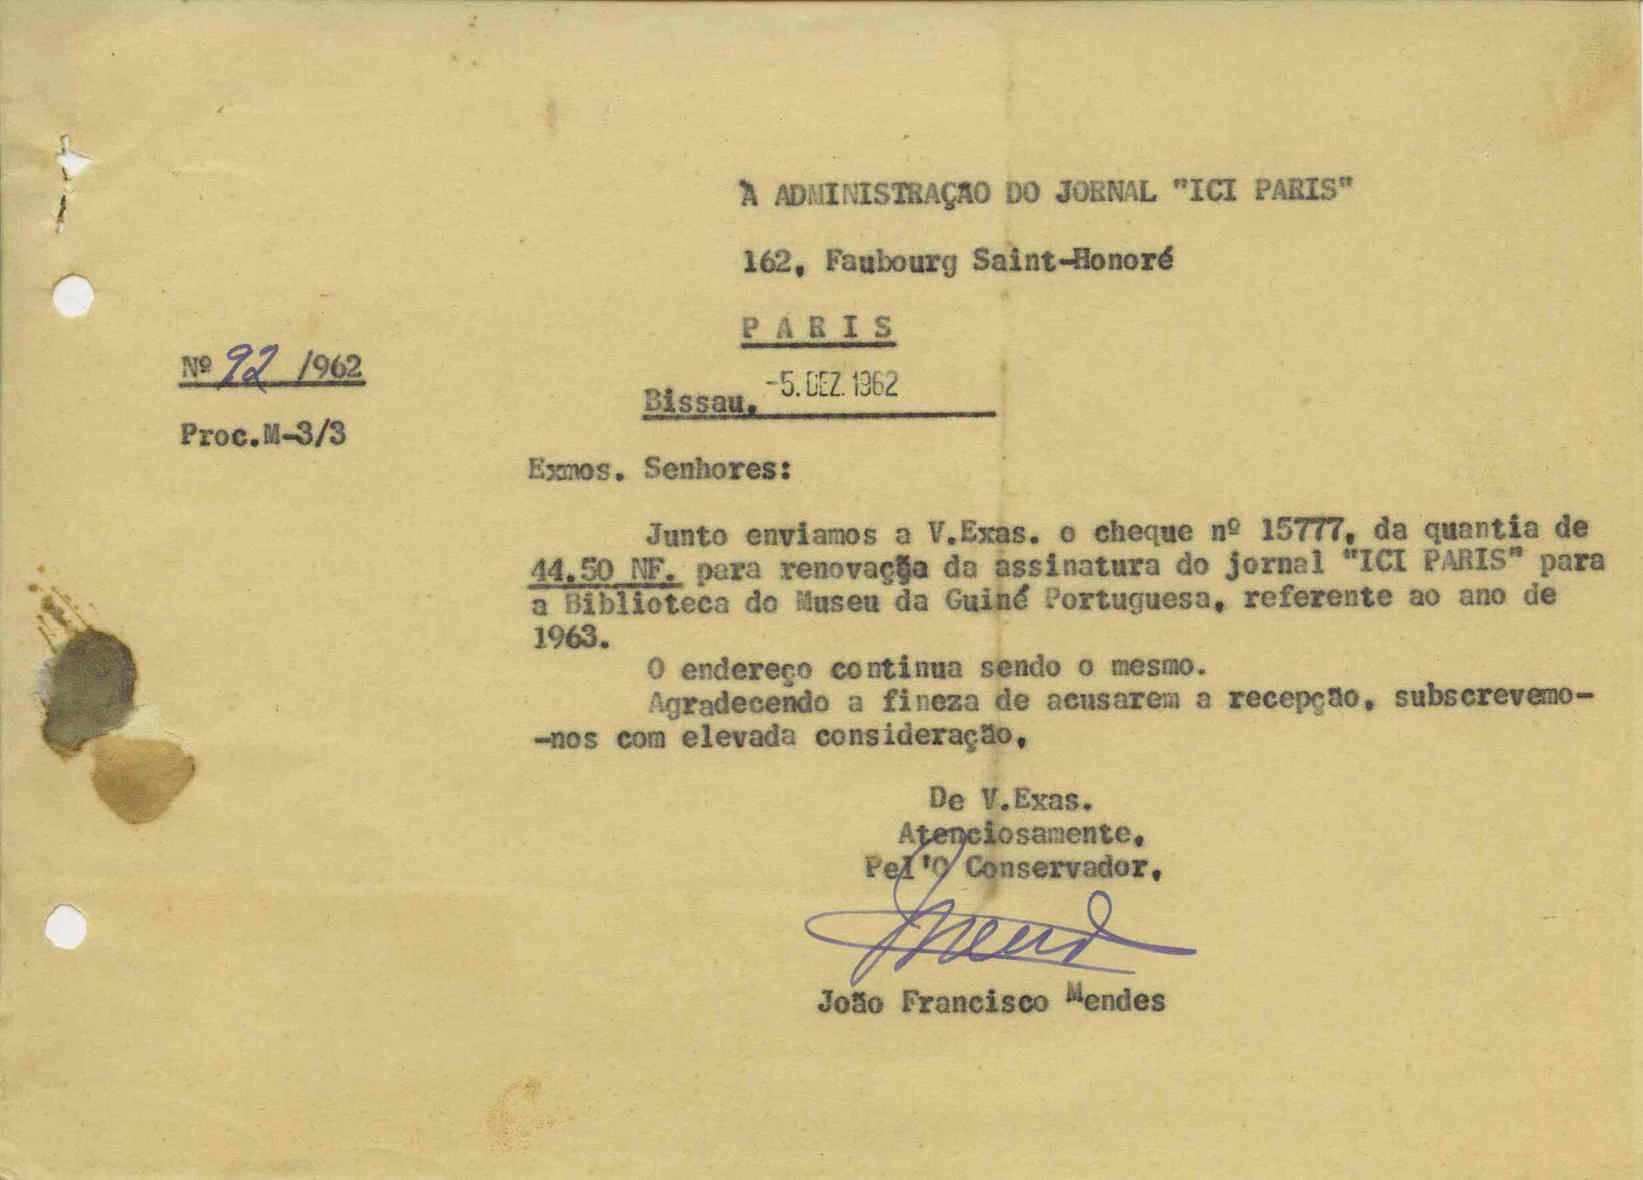 À ADMINISTRAÇÃO DO JORNAL "ICI PARIS"
162, Faubourg Saint-Honoré
P A R I S
Nº 92 /962
Bissau, -5. DEZ. 1962
Proc.M-3/3
Exmos. Senhores:
Junto enviamos a V.Exas. o cheque nº 15777, da quantia de
44.50 NF. para renovação da assinatura do jornal "ICI PARIS" para
a Biblioteca do Museu da Guiné Portuguesa, referente ao ano de
1963.
O endereço continua sendo o mesmo.
Agradecendo a fineza de acusarem a recepção, subscrevemo-
-nos com elevada consideração,
De V.Exas.
Atenciosamente,
Pel'O Conservador,
João Francisco Mendes